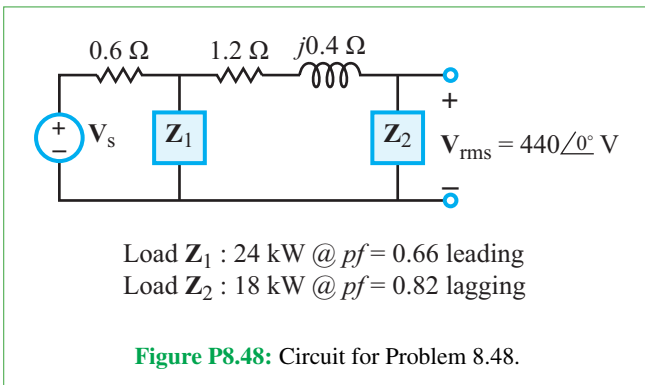 0.6 Ω 1.2 Ω j0.4 Ω
+
−
V_s
Z_1
Z_2
+
V_rms = 440∠0° V
−
Load Z_1 : 24 kW @ pf = 0.66 leading
Load Z_2 : 18 kW @ pf = 0.82 lagging
Figure P8.48: Circuit for Problem 8.48.